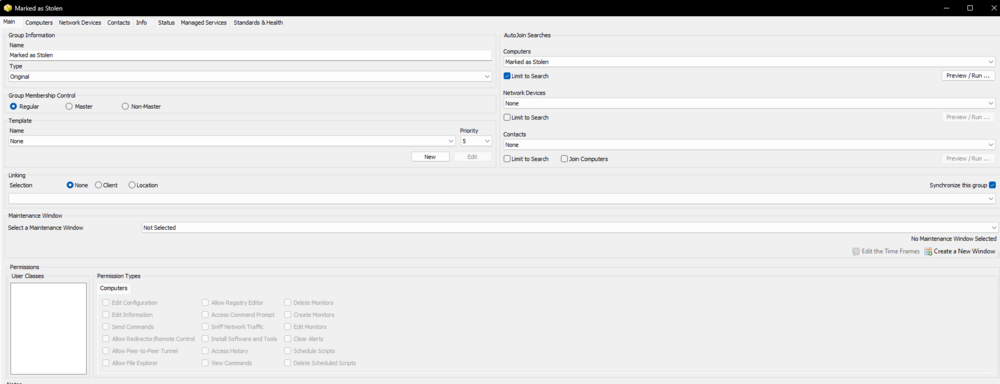 Marked as Stolen
Main Computers Network Devices Contacts Info Status Managed Services Standards & Health
Group Information
Name
Marked as Stolen
Type
Original
Group Membership Control
Regular Master Non-Master
Template
Name Priority
None 5
New Edit
AutoJoin Searches
Computers
Marked as Stolen
Limit to Search Preview / Run ...
Network Devices
None
Limit to Search Preview / Run ...
Contacts
None
Limit to Search Join Computers Preview / Run ...
Linking
Selection None Client Location Synchronize this group
Maintenance Window
Select a Maintenance Window Not Selected
No Maintenance Window Selected
Edit the Time Frames Create a New Window
Permissions
User Classes Permission Types
Computers
Edit Configuration Allow Registry Editor Delete Monitors
Edit Information Access Command Prompt Create Monitors
Send Commands Sniff Network Traffic Edit Monitors
Allow Redirector/Remote Control Install Software and Tools Clear Alerts
Allow Peer-to-Peer Tunnel Access History Schedule Scripts
Allow File Explorer View Commands Delete Scheduled Scripts